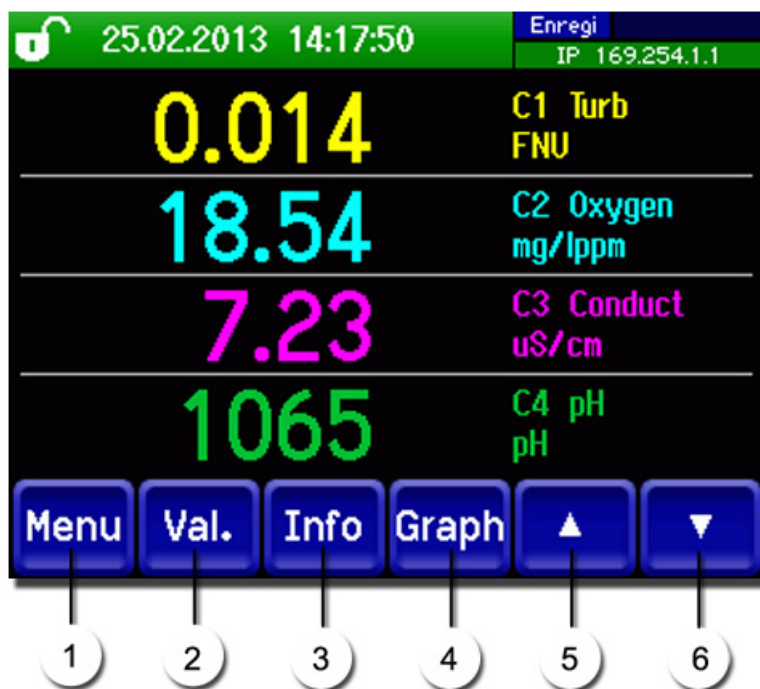 25.02.2013 14:17:50
Enregi
IP 169.254.1.1
0.014
C1 Turb
FNU
18.54
C2 Oxygen
mg/lppm
7.23
C3 Conduct
uS/cm
1065
C4 pH
pH
Menu Val. Info Graph ▲ ▼
1 2 3 4 5 6